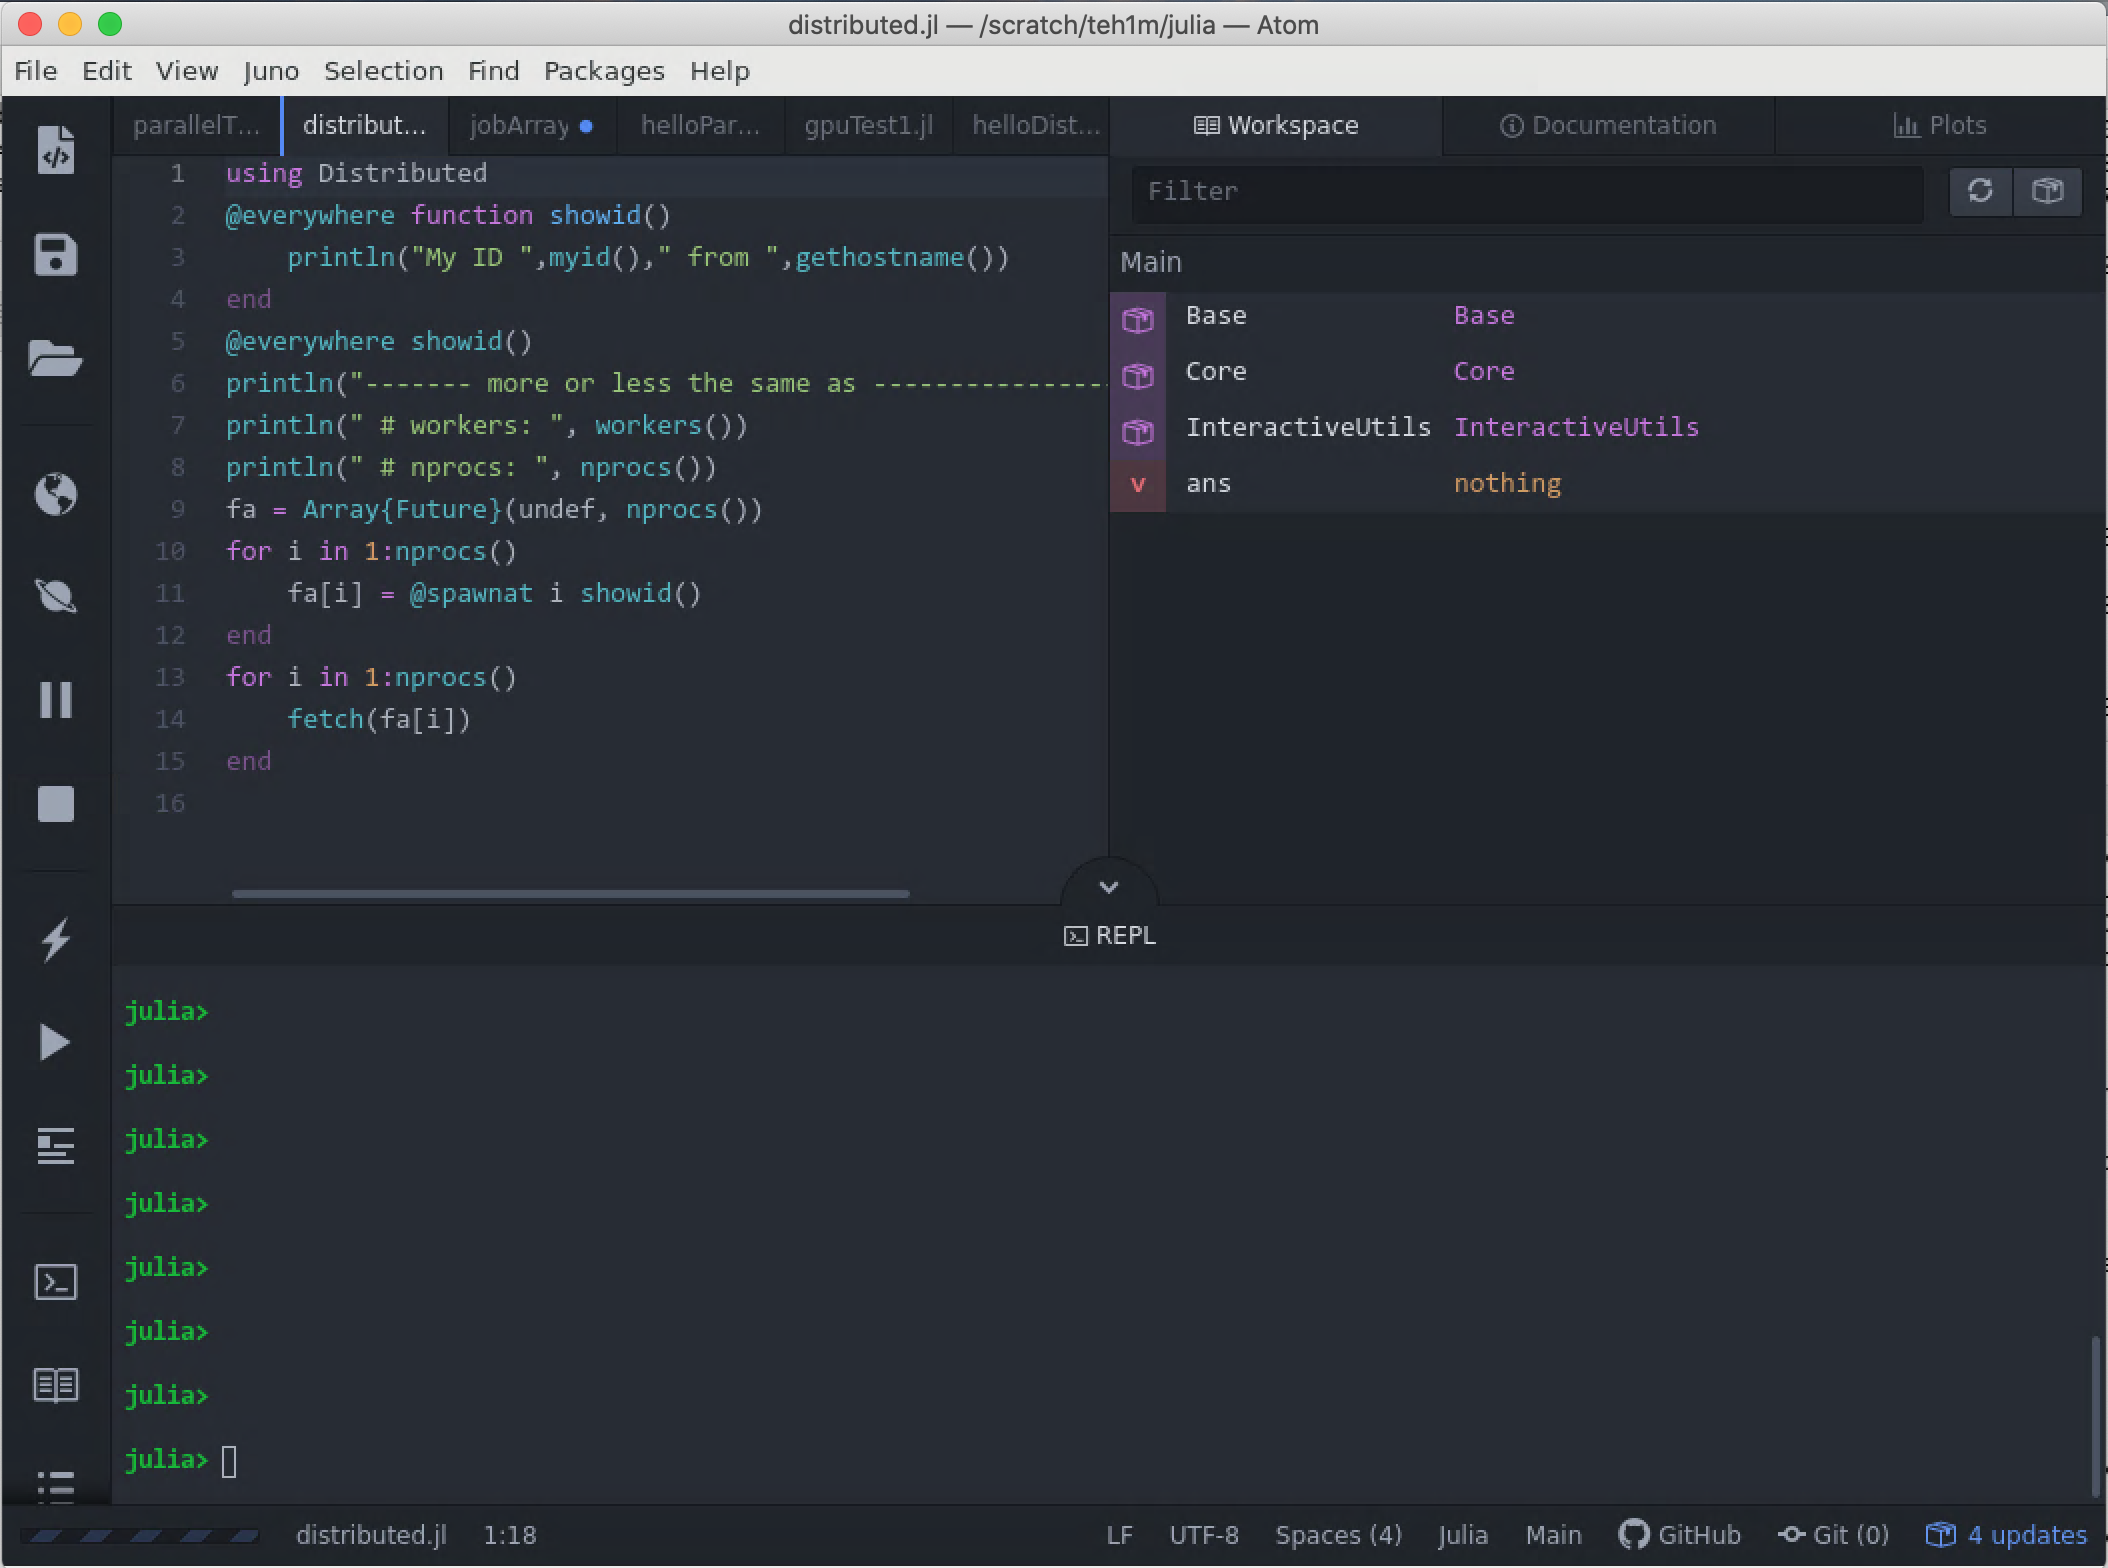 distributed.jl — /scratch/teh1m/julia — Atom
File Edit View Juno Selection Find Packages Help
parallelT... distribut... jobArray helloPar... gpuTest1.jl helloDist... Workspace Documentation Plots
Filter
Main
Base Base
Core Core
InteractiveUtils InteractiveUtils
v ans nothing
1 using Distributed
2 @everywhere function showid()
3     println("My ID ",myid()," from ",gethostname())
4 end
5 @everywhere showid()
6 println("------- more or less the same as ----------------
7 println(" # workers: ", workers())
8 println(" # nprocs: ", nprocs())
9 fa = Array{Future}(undef, nprocs())
10 for i in 1:nprocs()
11     fa[i] = @spawnat i showid()
12 end
13 for i in 1:nprocs()
14     fetch(fa[i])
15 end
16
REPL
julia>
julia>
julia>
julia>
julia>
julia>
julia>
julia>
distributed.jl 1:18 LF UTF-8 Spaces (4) Julia Main GitHub Git (0) 4 updates